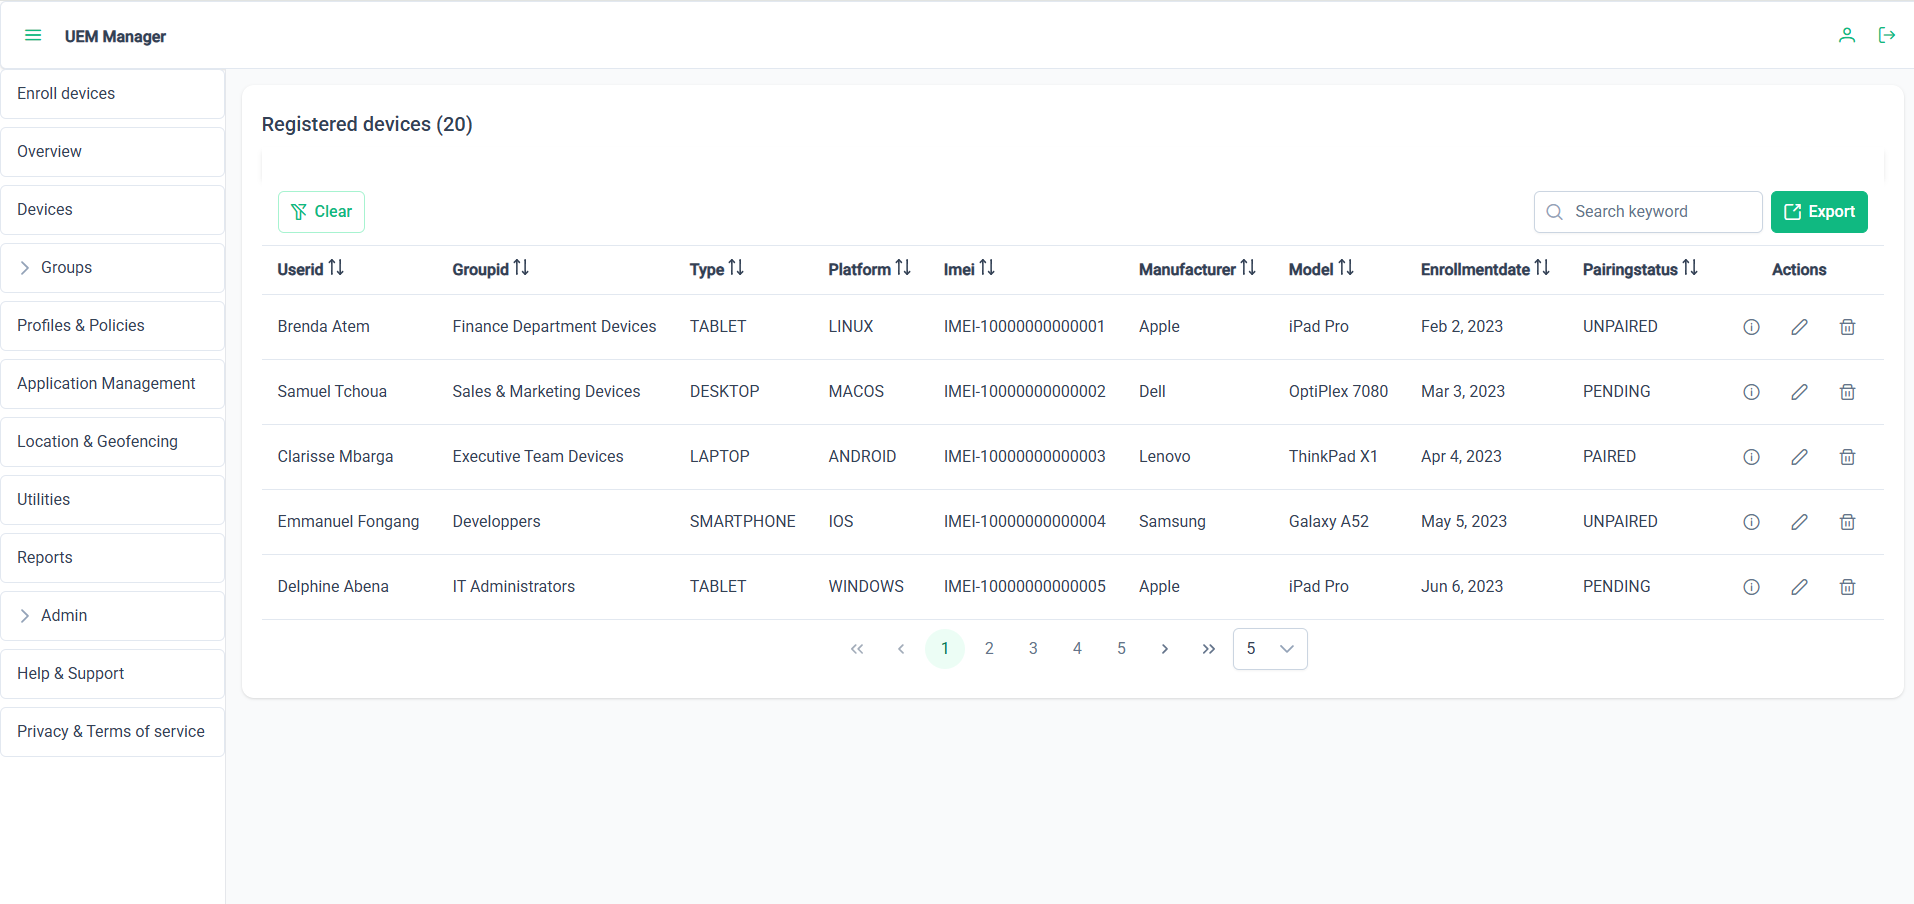 UEM Manager
Enroll devices
Overview
Devices
Groups
Profiles & Policies
Application Management
Location & Geofencing
Utilities
Reports
Admin
Help & Support
Privacy & Terms of service
Registered devices (20)
Clear
Search keyword
Export
Userid Groupid Type Platform Imei Manufacturer Model Enrollmentdate Pairingstatus Actions
Brenda Atem Finance Department Devices TABLET LINUX IMEI-10000000000001 Apple iPad Pro Feb 2, 2023 UNPAIRED
Samuel Tchoua Sales & Marketing Devices DESKTOP MACOS IMEI-10000000000002 Dell OptiPlex 7080 Mar 3, 2023 PENDING
Clarisse Mbarga Executive Team Devices LAPTOP ANDROID IMEI-10000000000003 Lenovo ThinkPad X1 Apr 4, 2023 PAIRED
Emmanuel Fongang Developpers SMARTPHONE IOS IMEI-10000000000004 Samsung Galaxy A52 May 5, 2023 UNPAIRED
Delphine Abena IT Administrators TABLET WINDOWS IMEI-10000000000005 Apple iPad Pro Jun 6, 2023 PENDING
1 2 3 4 5 5